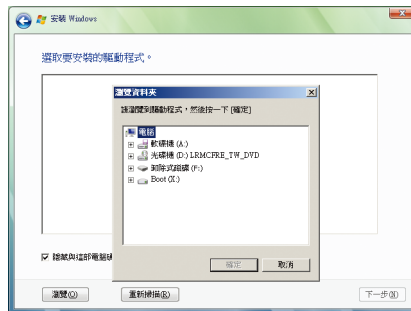 安裝 Windows
選取要安裝的驅動程式。
瀏覽資料夾
請瀏覽到驅動程式，然後按一下 [確定]
電腦
軟碟機 (A:)
光碟機 (D:) LRMCFRE_TW_DVD
卸除式磁碟 (F:)
Boot (X:)
確定
取消
隱藏與這部電腦硬
瀏覽(O)
重新掃描(R)
下一步(N)